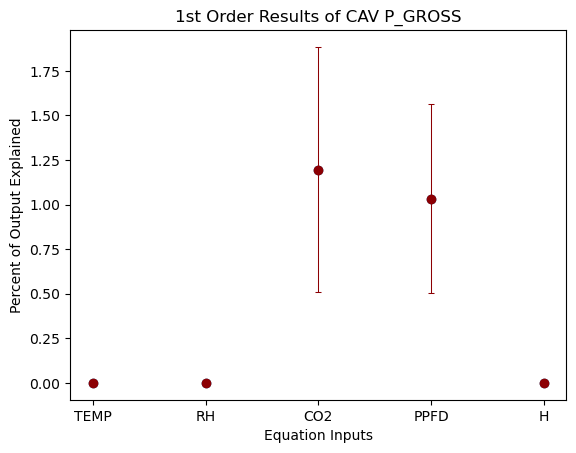 1st Order Results of CAV P_GROSS
Percent of Output Explained
1.75
1.50
1.25
1.00
0.75
0.50
0.25
0.00
TEMP RH CO2 PPFD H
Equation Inputs